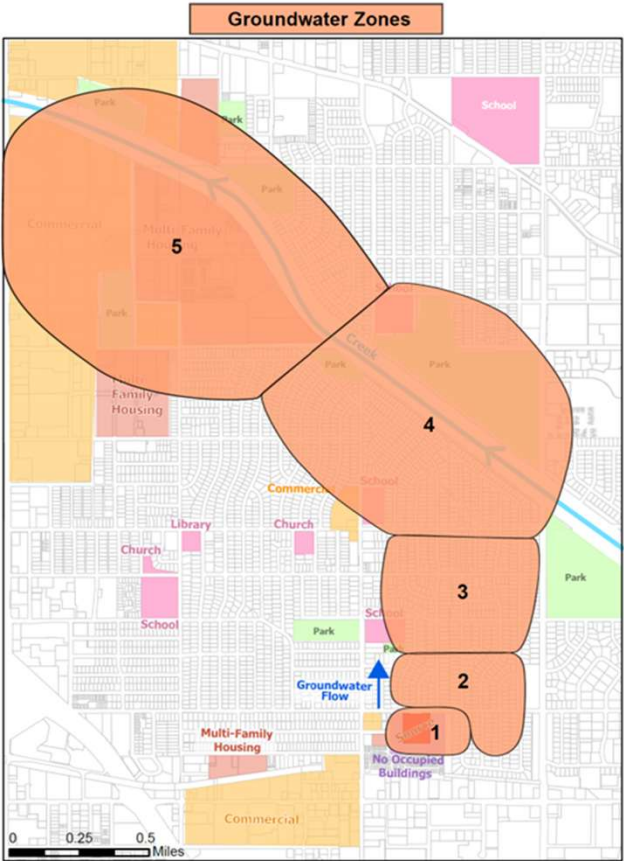 Groundwater Zones
School
Park
Park
Park
Commercial
Multi-Family
Housing
5
Park
School
Creek
Park
Park
Multi-
Family-
Housing
4
Commercial
School
Library
Church
Church
School
3
Park
School
Park
Park
Groundwater
Flow
2
1
Multi-Family
Housing
No Occupied
Buildings
Commercial
0 0.25 0.5
Miles